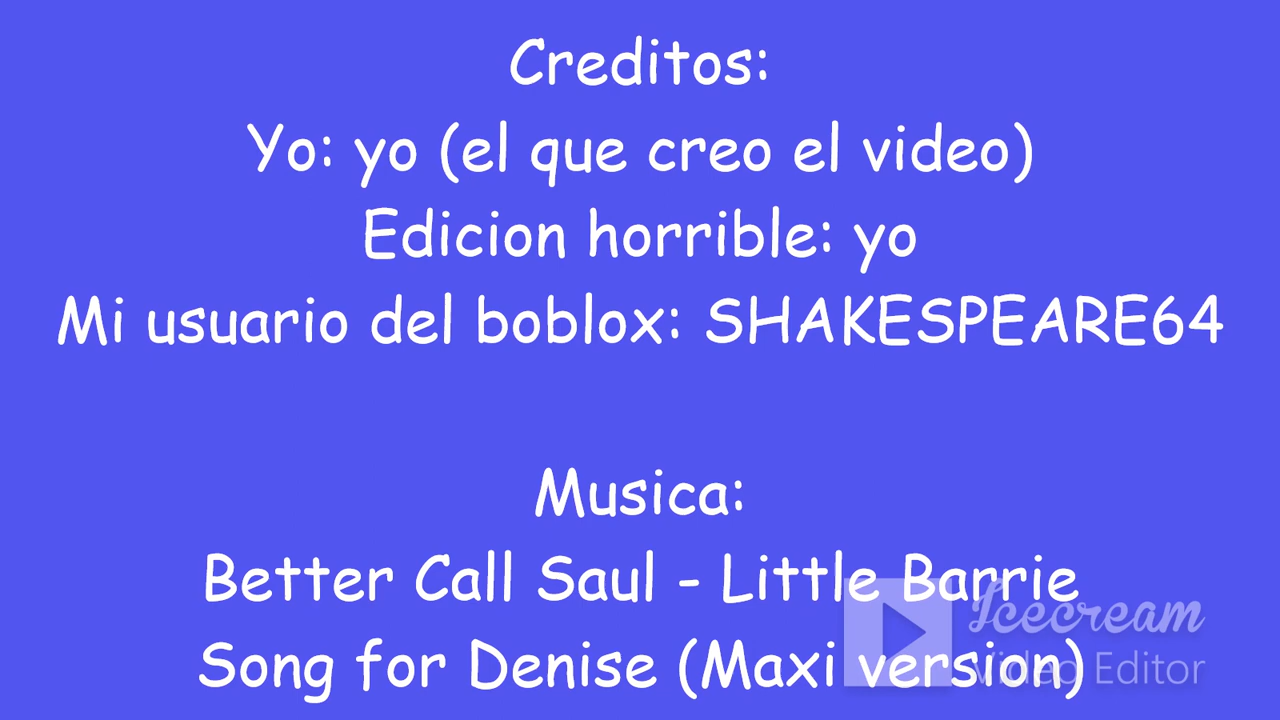 Creditos:
Yo: yo (el que creo el video)
Edicion horrible: yo
Mi usuario del boblox: SHAKESPEARE64
Musica:
Better Call Saul - Little Barrie
Song for Denise (Maxi version)
Icecream
Video Editor